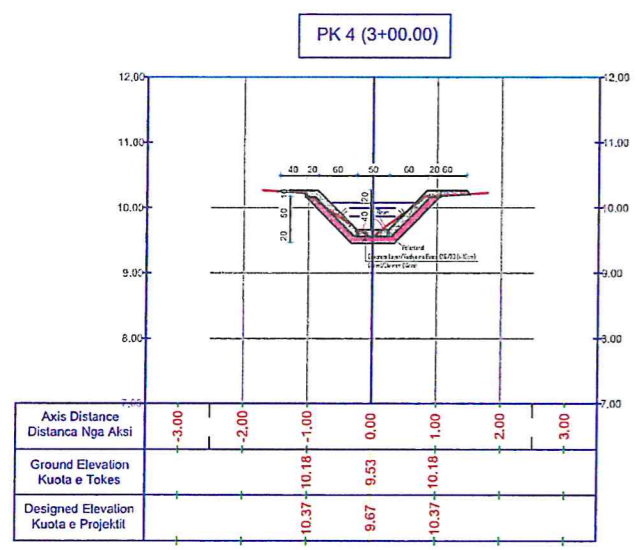 PK 4 (3+00.00)
12,00 12,00
11.00 11,00
40 20 60 50 60 20 60
10 20
10.00 10,00
50 40
20
9.00 9,00
8.00 8,00
7,00 7,00
Axis Distance
Distanca Nga Aksi
-3.00 -2.00 -1.00 0.00 1.00 2.00 3.00
Ground Elevation
Kuota e Tokes
10.18 9.53 10.18
Designed Elevation
Kuota e Projektit
10.37 9.67 10.37